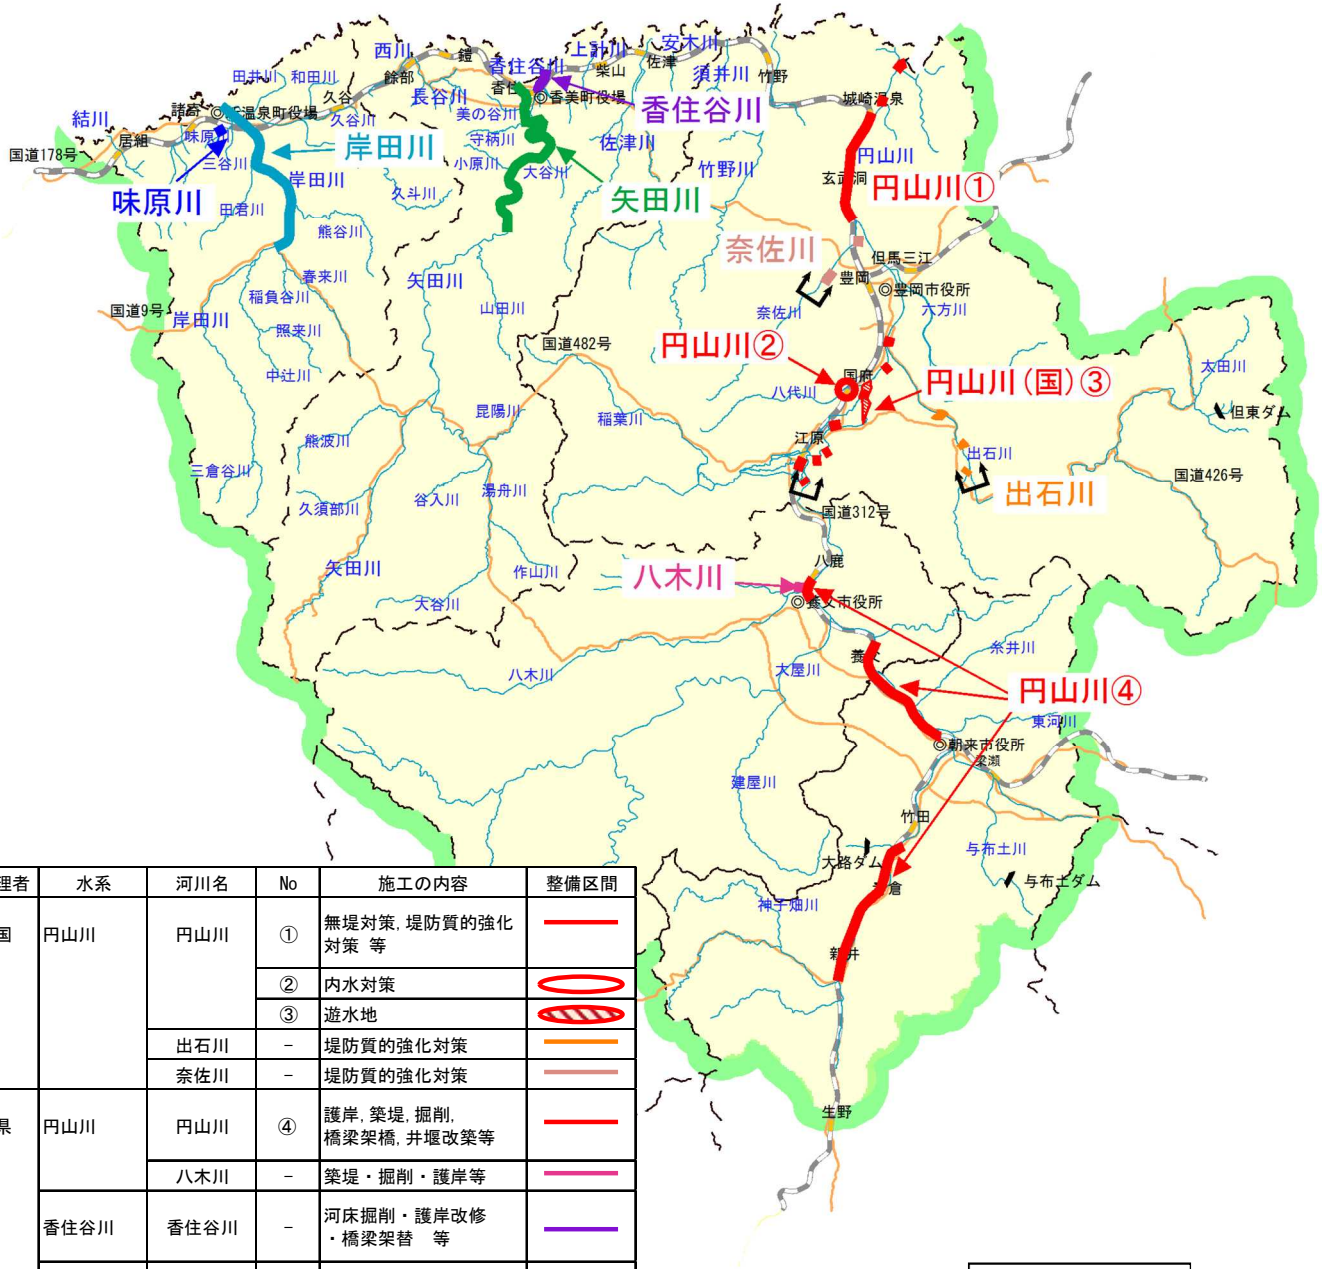 西川
鎧
香住谷川
上計川
安木川
田井川
和田川
餘部
柴山
佐津
須井川
竹野
久谷
長谷川
香住
◎香美町役場
香住谷川
城崎温泉
諸寄
温泉町役場
美の谷川
結川
居組
味原川
久谷川
岸田川
守柄川
佐津川
円山川
国道178号
三谷川
岸田川
小原川
大谷川
竹野川
玄武洞
円山川①
味原川
田君川
久斗川
矢田川
熊谷川
奈佐川
但馬三江
春来川
矢田川
豊岡
◎豊岡市役所
稲負谷川
山田川
奈佐川
六方川
国道9号
岸田川
照来川
国道482号
円山川②
中辻川
国府
円山川(国)③
太田川
八代川
昆陽川
稲葉川
但東ダム
熊波川
江原
出石川
三倉谷川
湯舟川
国道426号
谷入川
出石川
久須部川
国道312号
矢田川
作山川
八木川
八鹿
大谷川
◎養父市役所
八木川
大屋川
養父
糸井川
円山川④
東河川
◎朝来市役所
梁瀬
建屋川
竹田
大路ダム
与布土川
与布土ダム
神子畑川
新井
生野
理者 水系 河川名 No 施工の内容 整備区間
国 円山川 円山川 ① 無堤対策, 堤防質的強化
対策 等
② 内水対策
③ 遊水地
出石川 - 堤防質的強化対策
奈佐川 - 堤防質的強化対策
県 円山川 円山川 ④ 護岸, 築堤, 掘削,
橋梁架橋, 井堰改築等
八木川 - 築堤・掘削・護岸等
香住谷川 香住谷川 - 河床掘削・護岸改修
・橋梁架替 等